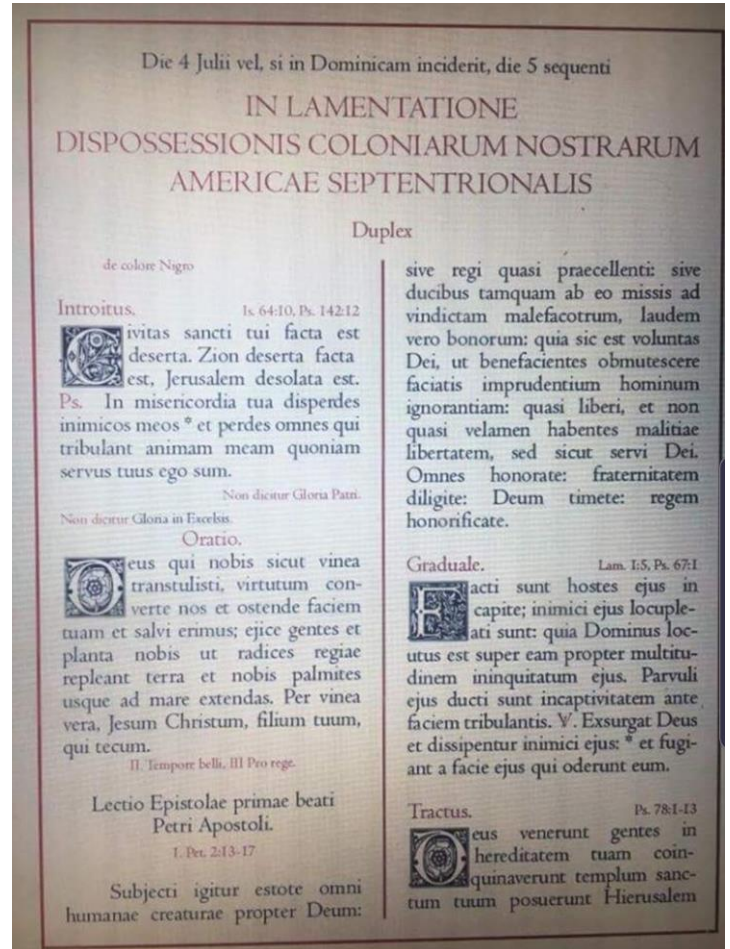 Die 4 Julii vel, si in Dominicam inciderit, die 5 sequenti
IN LAMENTATIONE
DISPOSSESSIONIS COLONIARUM NOSTRARUM
AMERICAE SEPTENTRIONALIS
Duplex
de colore Nigro
Introitus. Is. 64:10, Ps. 142:12
Civitas sancti tui facta est
deserta. Zion deserta facta
est, Jerusalem desolata est.
Ps. In misericordia tua disperdes
inimicos meos * et perdes omnes qui
tribulant animam meam quoniam
servus tuus ego sum.
Non dicitur Gloria Patri.
Non dicitur Gloria in Excelsis.
Oratio.
Deus qui nobis sicut vinea
transtulisti, virtutum con-
verte nos et ostende faciem
tuam et salvi erimus; ejice gentes et
planta nobis ut radices regiae
repleant terra et nobis palmites
usque ad mare extendas. Per vinea
vera, Jesum Christum, filium tuum,
qui tecum.
II. Tempore belli, III Pro rege.
Lectio Epistolae primae beati
Petri Apostoli.
I. Pet. 2:13-17
Subjecti igitur estote omni
humanae creaturae propter Deum:
sive regi quasi praecellenti: sive
ducibus tamquam ab eo missis ad
vindictam malefacotrum, laudem
vero bonorum: quia sic est voluntas
Dei, ut benefacientes obmutescere
faciatis imprudentium hominum
ignorantiam: quasi liberi, et non
quasi velamen habentes malitiae
libertatem, sed sicut servi Dei.
Omnes honorate: fraternitatem
diligite: Deum timete: regem
honorificate.
Graduale. Lam. 1:5, Ps. 67:1
Facti sunt hostes ejus in
capite; inimici ejus locuple-
ati sunt: quia Dominus loc-
utus est super eam propter multitu-
dinem ininquitatum ejus. Parvuli
ejus ducti sunt incaptivitatem ante
faciem tribulantis. ℣. Exsurgat Deus
et dissipentur inimici ejus: * et fugi-
ant a facie ejus qui oderunt eum.
Tractus. Ps. 78:1-13
Deus venerunt gentes in
hereditatem tuam coin-
quinaverunt templum sanc-
tum tuum posuerunt Hierusalem